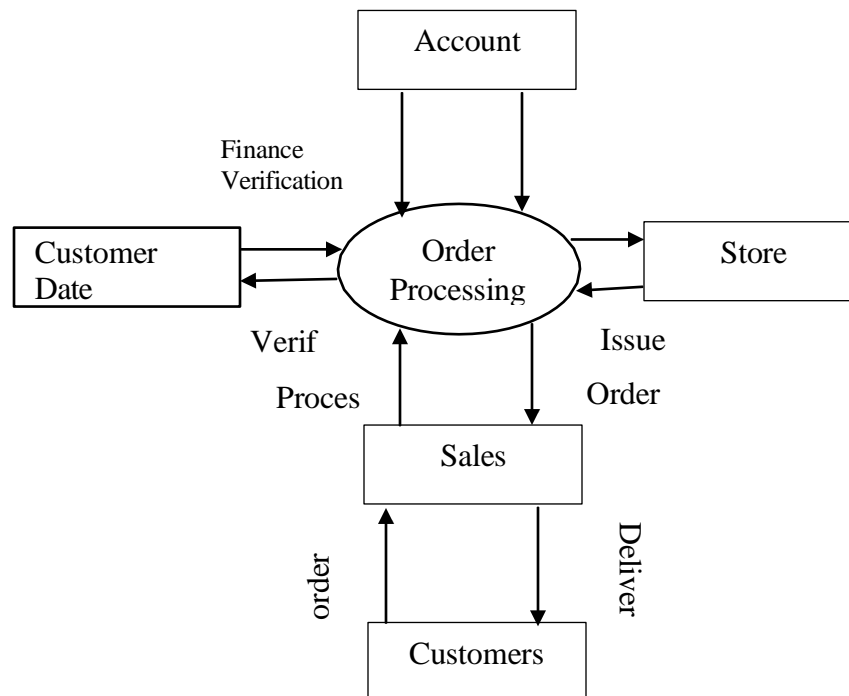 Account
Finance
Verification
Customer
Date
Order
Processing
Store
Verif
Issue
Proces
Order
Sales
order
Deliver
Customers